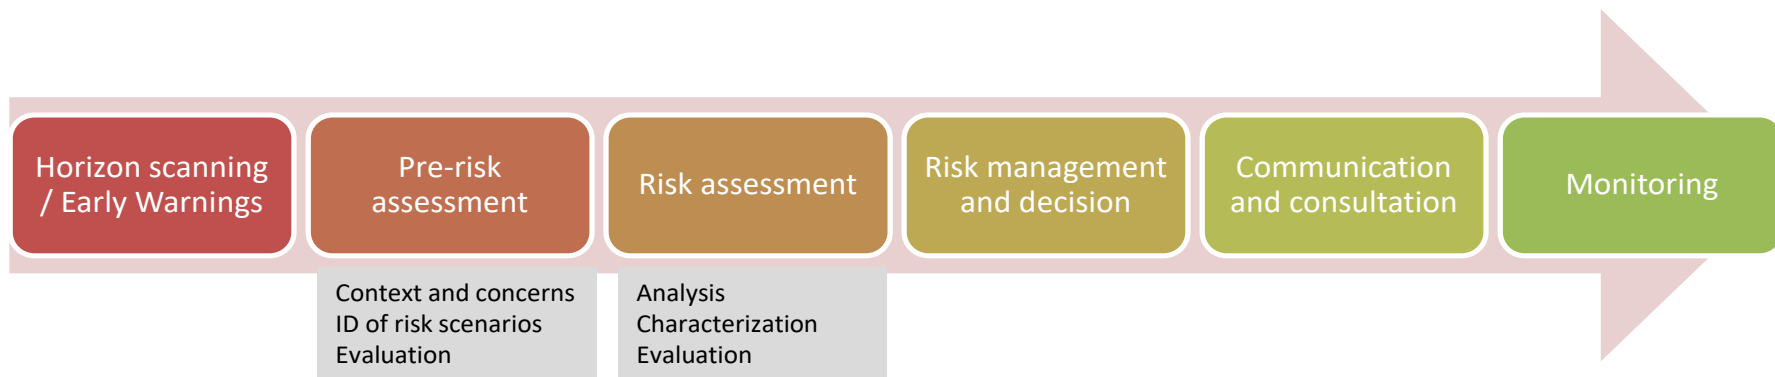 Horizon scanning
/ Early Warnings
Pre-risk
assessment
Risk assessment
Risk management
and decision
Communication
and consultation
Monitoring
Context and concerns
ID of risk scenarios
Evaluation
Analysis
Characterization
Evaluation